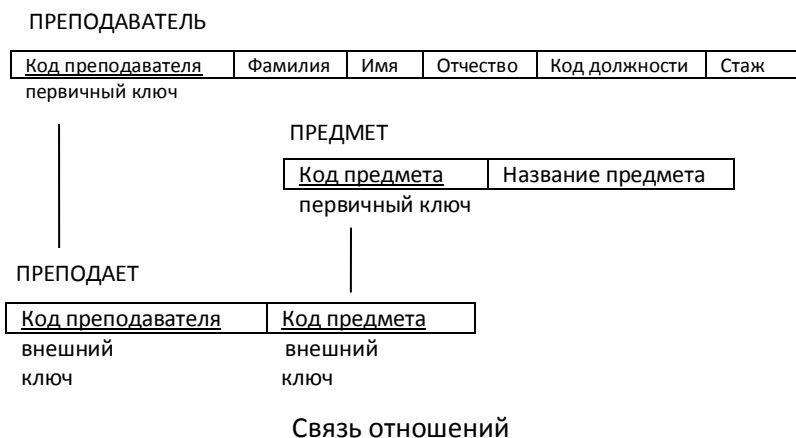 ПРЕПОДАВАТЕЛЬ
Код преподавателя Фамилия Имя Отчество Код должности Стаж
первичный ключ
ПРЕДМЕТ
Код предмета Название предмета
первичный ключ
ПРЕПОДАЕТ
Код преподавателя Код предмета
внешний внешний
ключ ключ
Связь отношений